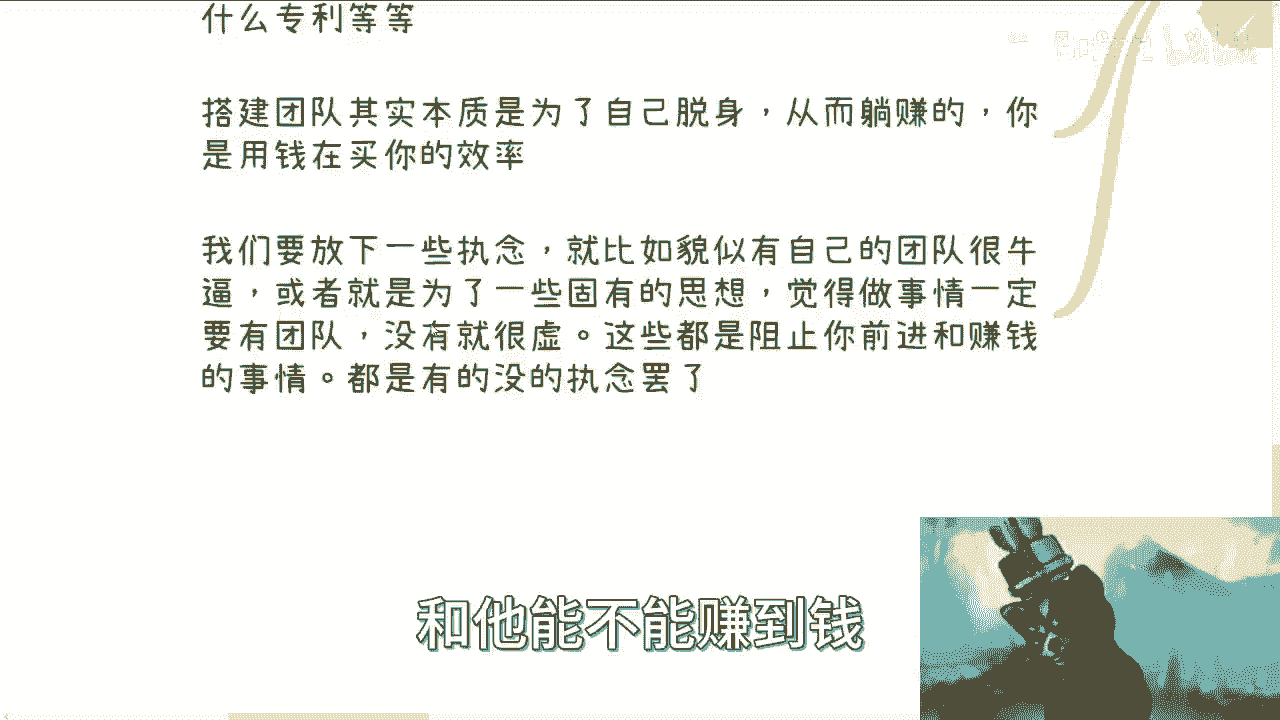 什么专利等等
搭建团队其实本质是为了自己脱身，从而躺赚的，你
是用钱在买你的效率
我们要放下一些执念，就比如貌似有自己的团队很牛
逼，或者就是为了一些固有的思想，觉得做事情一定
要有团队，没有就很虚。这些都是阻止你前进和赚钱
的事情。都是有的没的执念罢了
和他能不能赚到钱